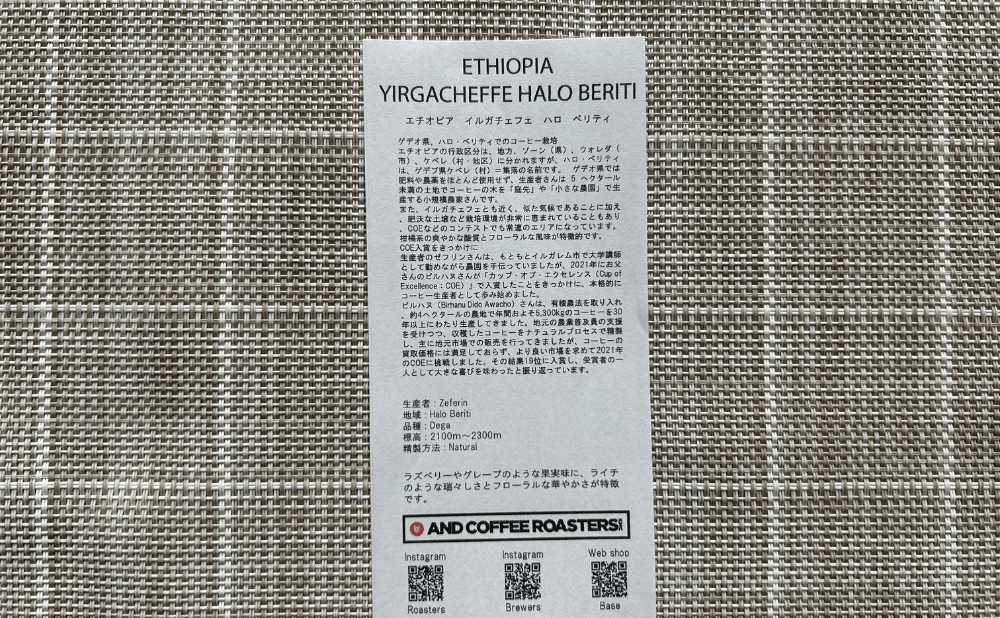 ETHIOPIA
YIRGACHEFFE HALO BERITI
エチオピア イルガチェフェ ハロ ベリティ
ゲデオ県、ハロ・ベリティでのコーヒー栽培
エチオピアの行政区分は、地方、ゾーン（県）、ウォレダ（
市）、ケベレ（村・地区）に分かれますが、ハロ・ベリティ
は、ゲデブ県ケベレ（村）＝集落の名前です。 ゲデオ県では
肥料や農薬をほとんど使用せず、生産者さんは 5 ヘクタール
未満の土地でコーヒーの木を「庭先」や「小さな農園」で生
産する小規模農家さんです。
また、イルガチェフェとも近く、似た気候であることに加え
、肥沃な土壌など栽培環境が非常に恵まれていることもあり
、COEなどのコンテストでも常連のエリアになっています。
柑橘系の爽やかな酸質とフローラルな風味が特徴的です。
COE入賞をきっかけに
生産者のゼフリンさんは、もともとイルガレム市で大学講師
として勤めながら農園を手伝っていましたが、2021年にお父
さんのビルハヌさんが「カップ・オブ・エクセレンス（Cup of
Excellence；COE）」で入賞したことをきっかけに、本格的に
コーヒー生産者として歩み始めました。
ビルハヌ（Birhanu Dido Awacho）さんは、有機農法を取り入れ
、約4ヘクタールの農地で年間およそ5,300kgのコーヒーを30
年以上にわたり生産してきました。地元の農業普及員の支援
を受けつつ、収穫したコーヒーをナチュラルプロセスで精製
し、主に地元市場での販売を行ってきましたが、コーヒーの
買取価格には満足しておらず、より良い市場を求めて2021年
のCOEに挑戦しました。その結果19位に入賞し、受賞者の一
人として大きな喜びを味わったと振り返っています。
生産者：Zeferin
地域：Halo Beriti
品種：Dega
標高：2100m～2300m
精製方法：Natural
ラズベリーやグレープのような果実味に、ライチ
のような瑞々しさとフローラルな華やかさが特徴
です。
AND COFFEE ROASTERS
Instagram Instagram Web shop
Roasters Brewers Base